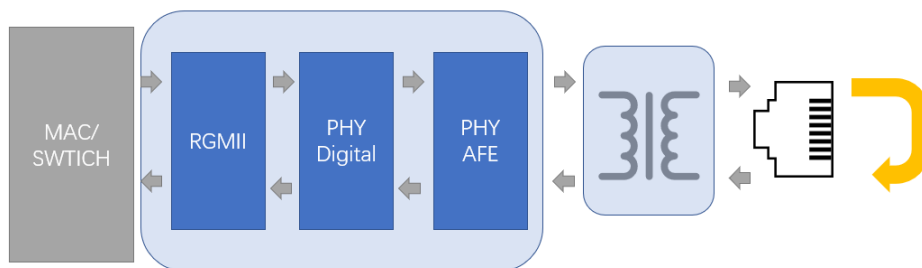 MAC/
SWTICH
RGMII
PHY
Digital
PHY
AFE